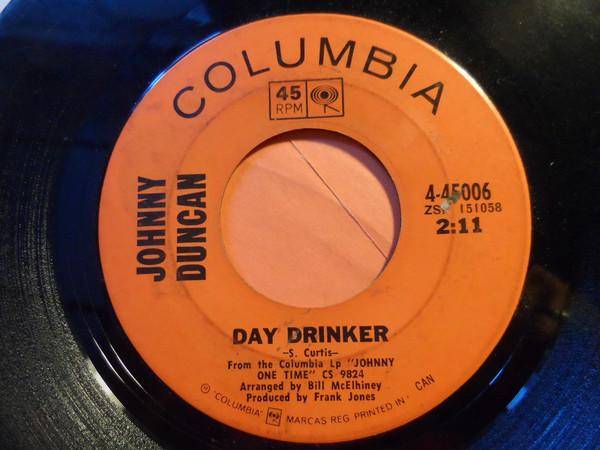 COLUMBIA
45
RPM
JOHNNY
DUNCAN
4-45006
ZSP 151058
2:11
DAY DRINKER
-S. Curtis-
From the Columbia Lp "JOHNNY
ONE TIME" CS 9824
Arranged by Bill McElhiney
Produced by Frank Jones
Ⓟ "COLUMBIA" MARCAS REG. PRINTED IN CAN